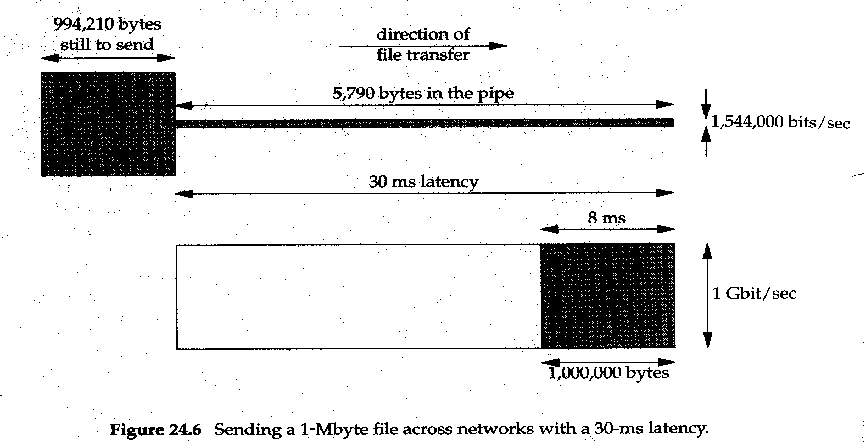 994,210 bytes
still to send
direction of
file transfer
5,790 bytes in the pipe
1,544,000 bits/sec
30 ms latency
8 ms
1 Gbit/sec
1,000,000 bytes
Figure 24.6 Sending a 1-Mbyte file across networks with a 30-ms latency.